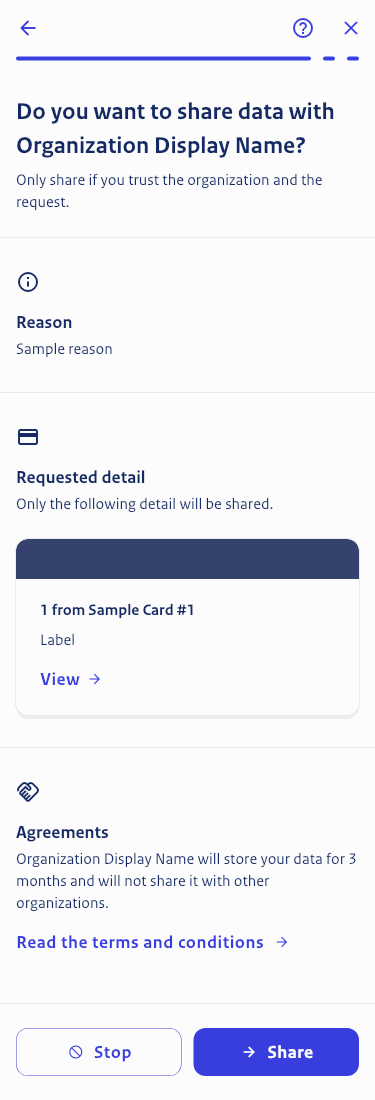 Do you want to share data with
Organization Display Name?
Only share if you trust the organization and the
request.
Reason
Sample reason
Requested detail
Only the following detail will be shared.
1 from Sample Card #1
Label
View
Agreements
Organization Display Name will store your data for 3
months and will not share it with other
organizations.
Read the terms and conditions
Stop
Share